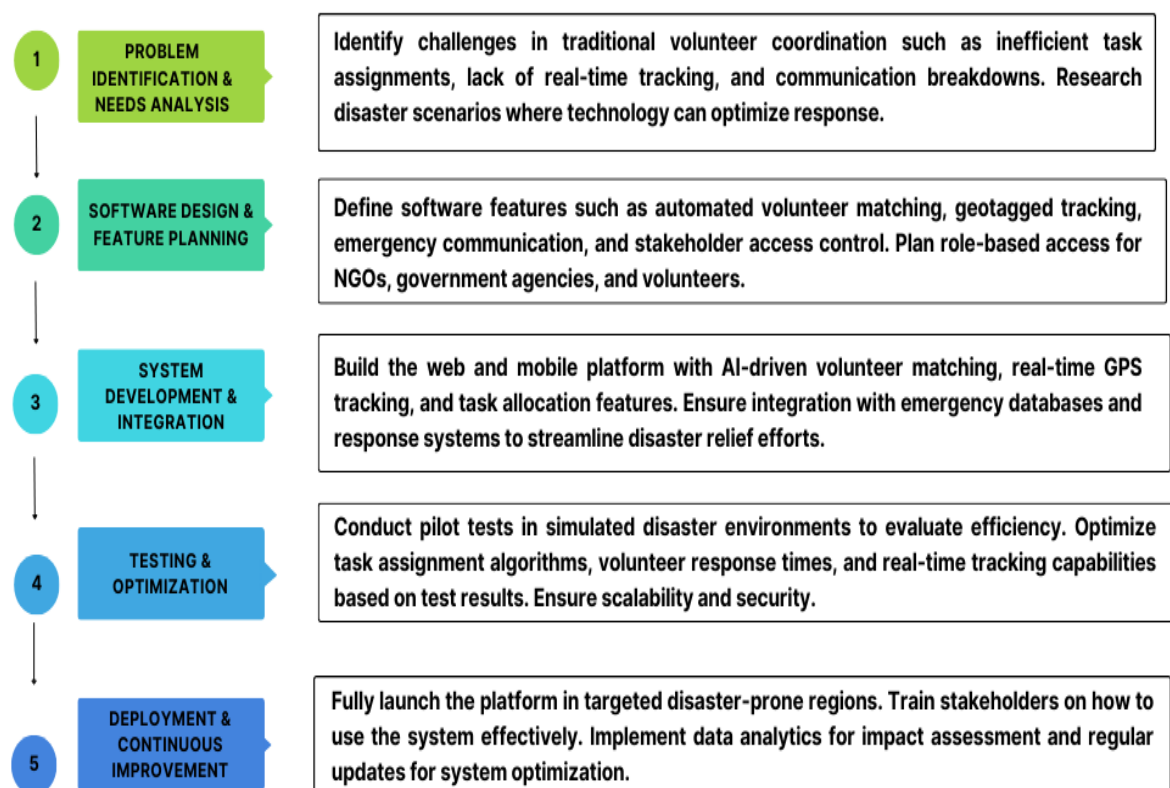 1
PROBLEM
IDENTIFICATION &
NEEDS ANALYSIS
Identify challenges in traditional volunteer coordination such as inefficient task
assignments, lack of real-time tracking, and communication breakdowns. Research
disaster scenarios where technology can optimize response.
2
SOFTWARE DESIGN &
FEATURE PLANNING
Define software features such as automated volunteer matching, geotagged tracking,
emergency communication, and stakeholder access control. Plan role-based access for
NGOs, government agencies, and volunteers.
3
SYSTEM
DEVELOPMENT &
INTEGRATION
Build the web and mobile platform with AI-driven volunteer matching, real-time GPS
tracking, and task allocation features. Ensure integration with emergency databases and
response systems to streamline disaster relief efforts.
4
TESTING &
OPTIMIZATION
Conduct pilot tests in simulated disaster environments to evaluate efficiency. Optimize
task assignment algorithms, volunteer response times, and real-time tracking capabilities
based on test results. Ensure scalability and security.
5
DEPLOYMENT &
CONTINUOUS
IMPROVEMENT
Fully launch the platform in targeted disaster-prone regions. Train stakeholders on how to
use the system effectively. Implement data analytics for impact assessment and regular
updates for system optimization.